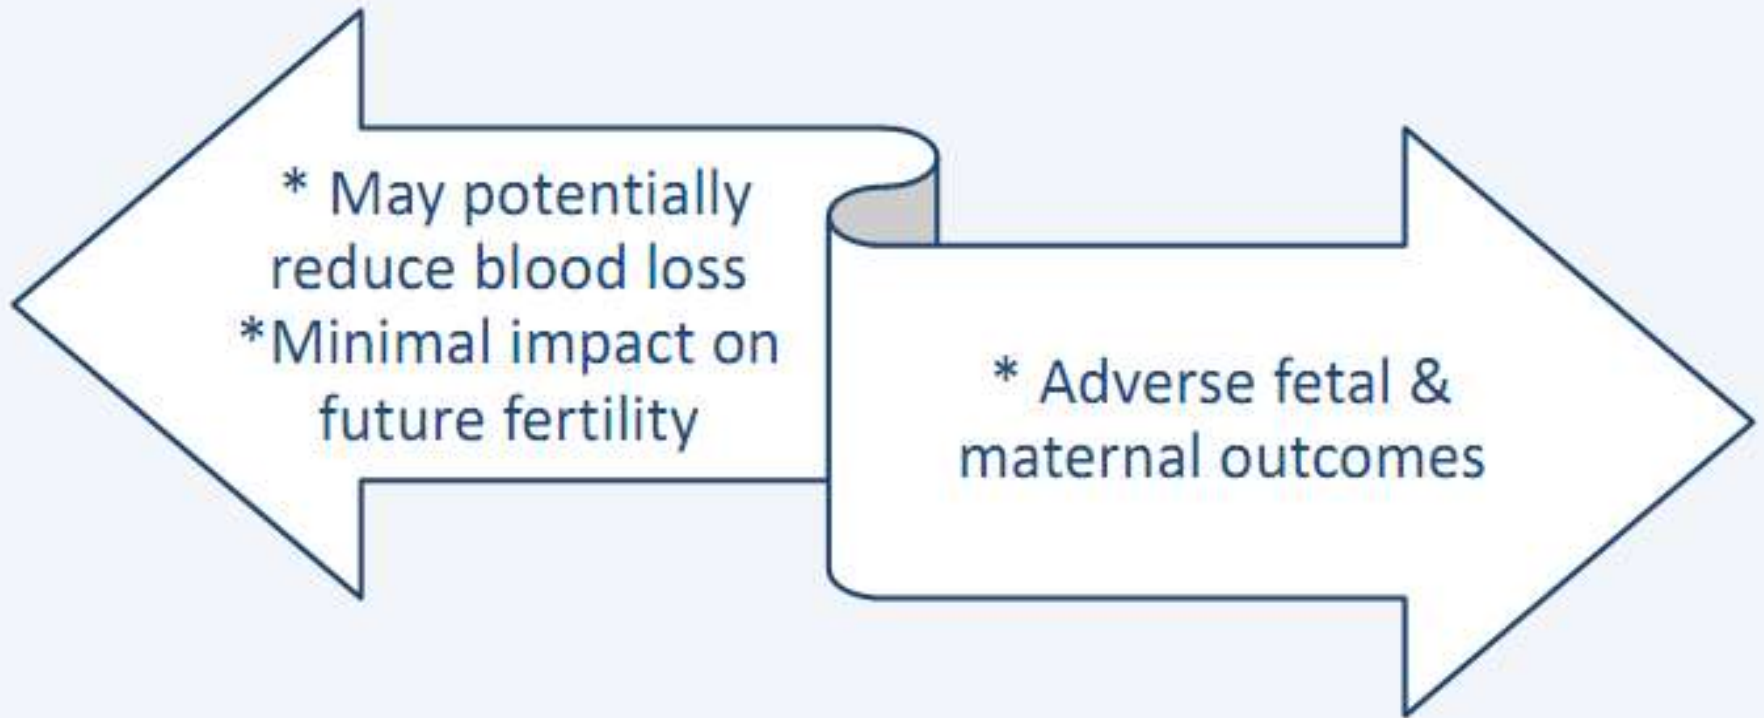 * May potentially
reduce blood loss
*Minimal impact on
future fertility
* Adverse fetal &
maternal outcomes